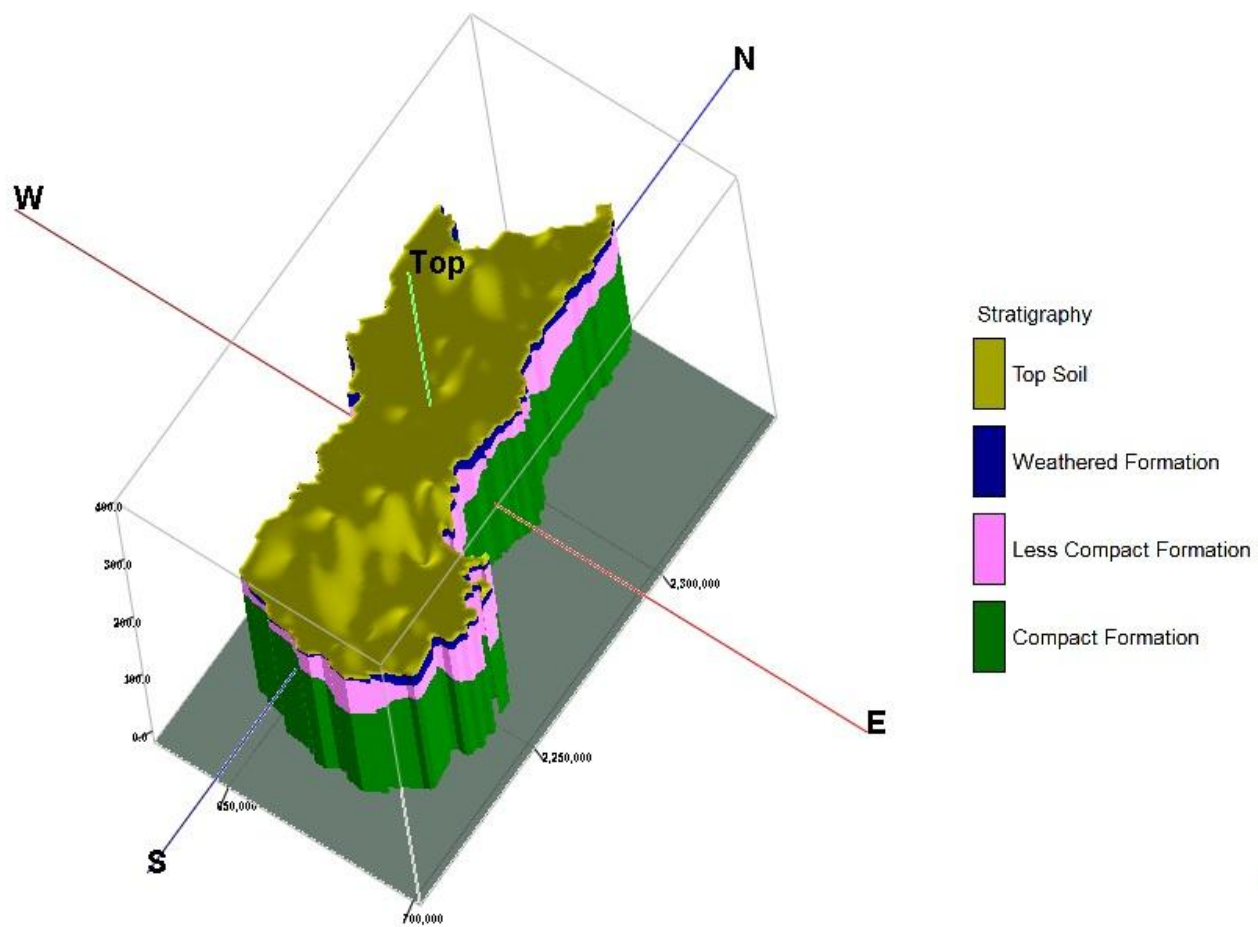 N
W
Top
400.0
300.0
200.0
100.0
0.0
2,300,000
E
2,250,000
650,000
S
700,000
Stratigraphy
Top Soil
Weathered Formation
Less Compact Formation
Compact Formation